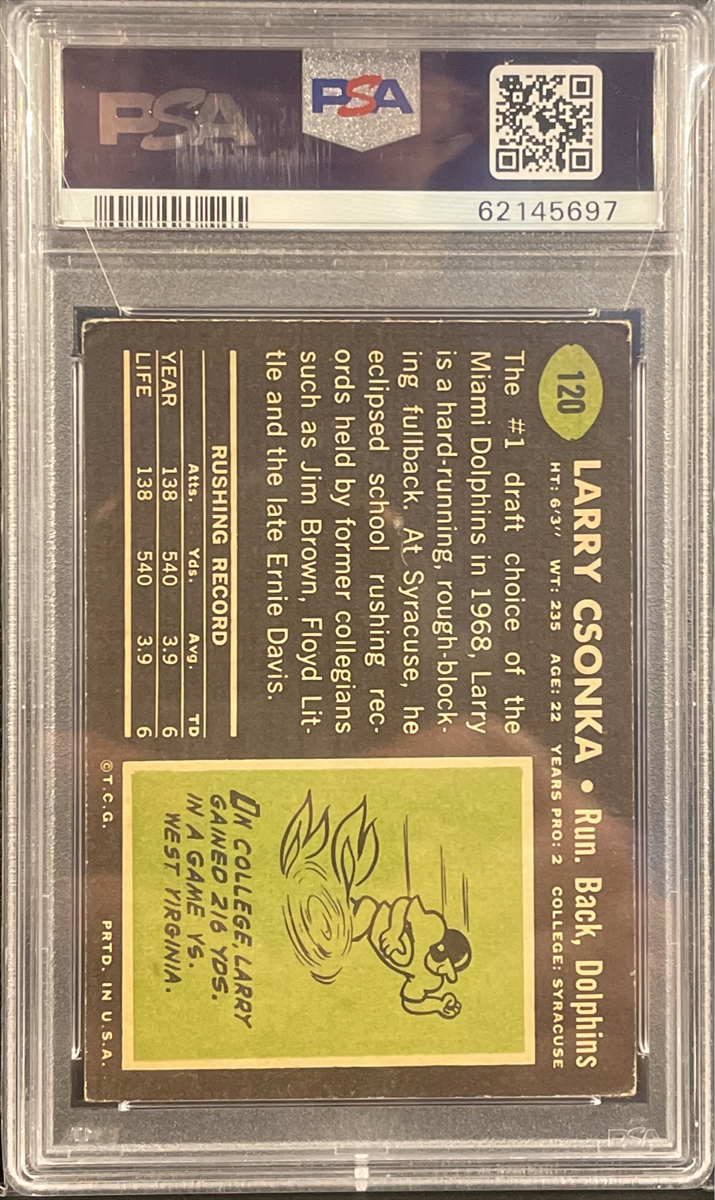 PSA
PSA
62145697
120
LARRY CSONKA • Run. Back, Dolphins
HT: 6'3" WT: 235 AGE: 22 YEARS PRO: 2 COLLEGE: SYRACUSE
The #1 draft choice of the
Miami Dolphins in 1968, Larry
is a hard-running, rough-block-
ing fullback. At Syracuse, he
eclipsed school rushing rec-
ords held by former collegians
such as Jim Brown, Floyd Lit-
tle and the late Ernie Davis.
RUSHING RECORD
Atts. Yds. Avg. TD
YEAR 138 540 3.9 6
LIFE 138 540 3.9 6
IN COLLEGE, LARRY
GAINED 216 YDS.
IN A GAME VS.
WEST VIRGINIA.
© T.C.G. PRTD. IN U.S.A.
PSA